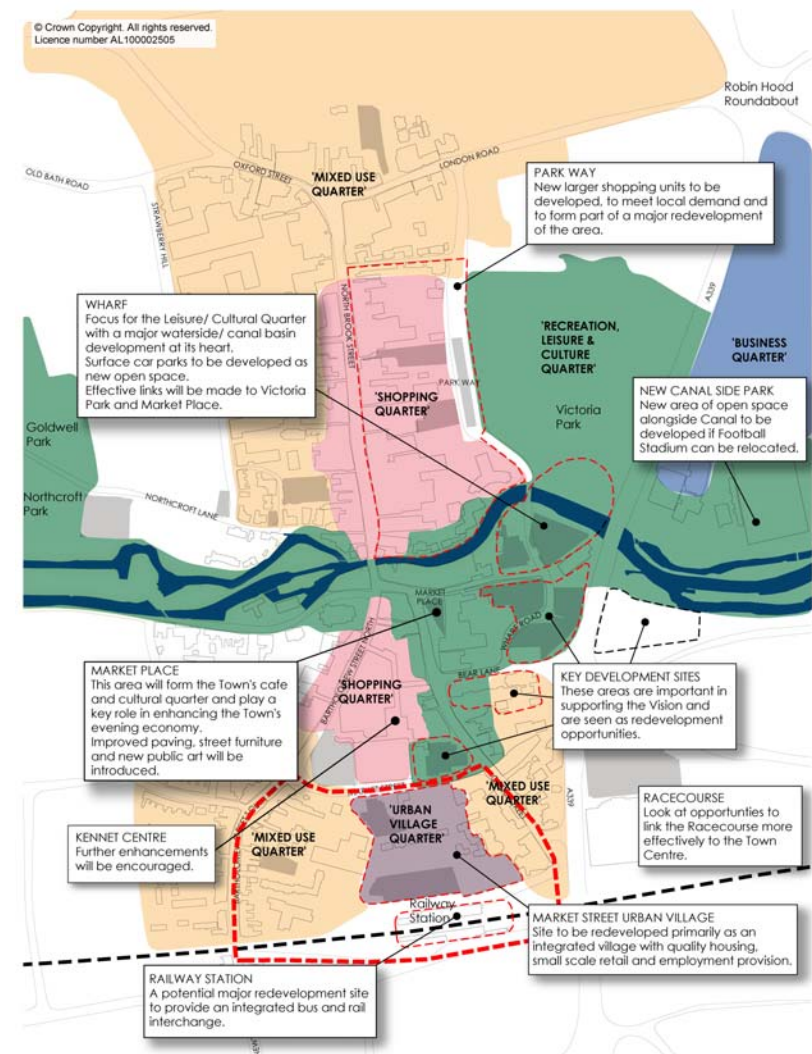 © Crown Copyright. All rights reserved.
Licence number AL100002505
Robin Hood
Roundabout
OLD BATH ROAD
OXFORD STREET
LONDON ROAD
STRAWBERRY HILL
'MIXED USE
QUARTER'
PARK WAY
New larger shopping units to be
developed, to meet local demand and
to form part of a major redevelopment
of the area.
A339
WHARF
Focus for the Leisure/ Cultural Quarter
with a major waterside/ canal basin
development at its heart.
Surface car parks to be developed as
new open space.
Effective links will be made to Victoria
Park and Market Place.
NORTH BROOK STREET
'RECREATION,
LEISURE &
CULTURE
QUARTER'
'BUSINESS
QUARTER'
PARK WAY
'SHOPPING
QUARTER'
Victoria
Park
NEW CANAL SIDE PARK
New area of open space
alongside Canal to be
developed if Football
Stadium can be relocated.
Goldwell
Park
Northcroft
Park
NORTHCROFT LANE
MARKET
PLACE
WHARF ROAD
BEAR LANE
MARKET PLACE
This area will form the Town's cafe
and cultural quarter and play a
key role in enhancing the Town's
evening economy.
Improved paving, street furniture
and new public art will be
introduced.
BARTHOLOMEW STREET NORTH
'SHOPPING
QUARTER'
KEY DEVELOPMENT SITES
These areas are important in
supporting the Vision and
are seen as redevelopment
opportunities.
'MIXED USE
QUARTER'
A339
RACECOURSE
Look at opportunties to
link the Racecourse more
effectively to the Town
Centre.
KENNET CENTRE
Further enhancements
will be encouraged.
'MIXED USE
QUARTER'
'URBAN
VILLAGE
QUARTER'
Railway
Station
MARKET STREET URBAN VILLAGE
Site to be redeveloped primarily as an
integrated village with quality housing,
small scale retail and employment provision.
RAILWAY STATION
A potential major redevelopment site
to provide an integrated bus and rail
interchange.